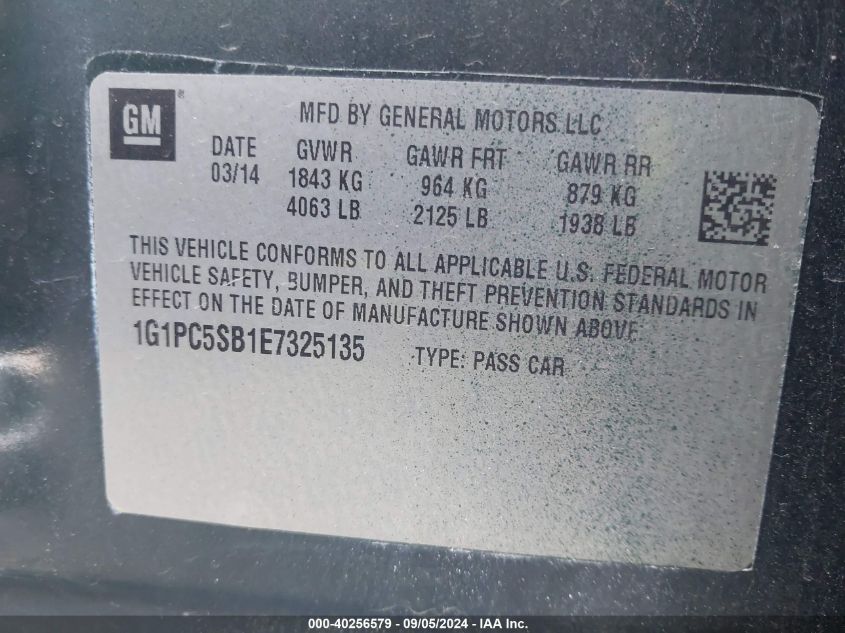 GM®
MFD BY GENERAL MOTORS LLC
DATE GVWR GAWR FRT GAWR RR
03/14 1843 KG 964 KG 879 KG
4063 LB 2125 LB 1938 LB
THIS VEHICLE CONFORMS TO ALL APPLICABLE U.S. FEDERAL MOTOR
VEHICLE SAFETY, BUMPER, AND THEFT PREVENTION STANDARDS IN
EFFECT ON THE DATE OF MANUFACTURE SHOWN ABOVE
1G1PC5SB1E7325135 TYPE: PASS CAR
000-40256579 - 09/05/2024 - IAA Inc.